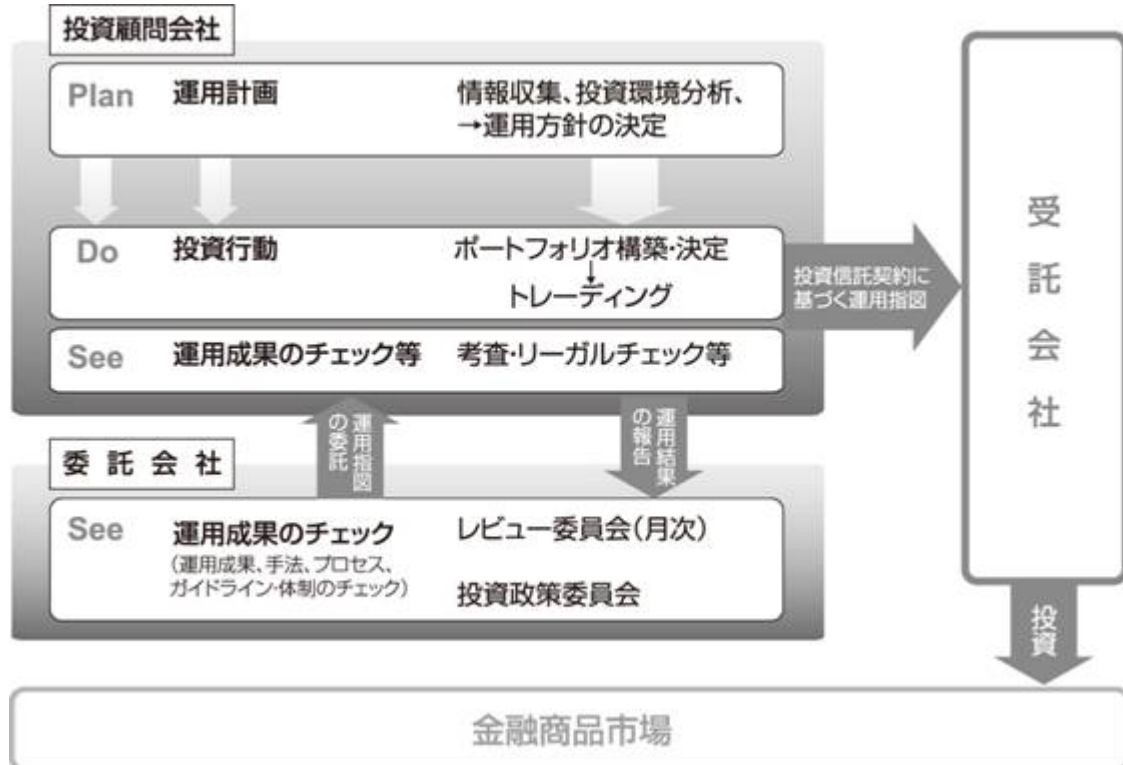 投資顧問会社
Plan 運用計画 情報収集、投資環境分析、
→運用方針の決定
Do 投資行動 ポートフォリオ構築・決定
↓
トレーディング
投資信託契約に
基づく運用指図
See 運用成果のチェック等 考査・リーガルチェック等
運用指図
の委託
運用結果
の報告
委託会社
See 運用成果のチェック レビュー委員会(月次)
(運用成果、手法、プロセス、
ガイドライン・体制のチェック)
投資政策委員会
受託会社
投資
金融商品市場